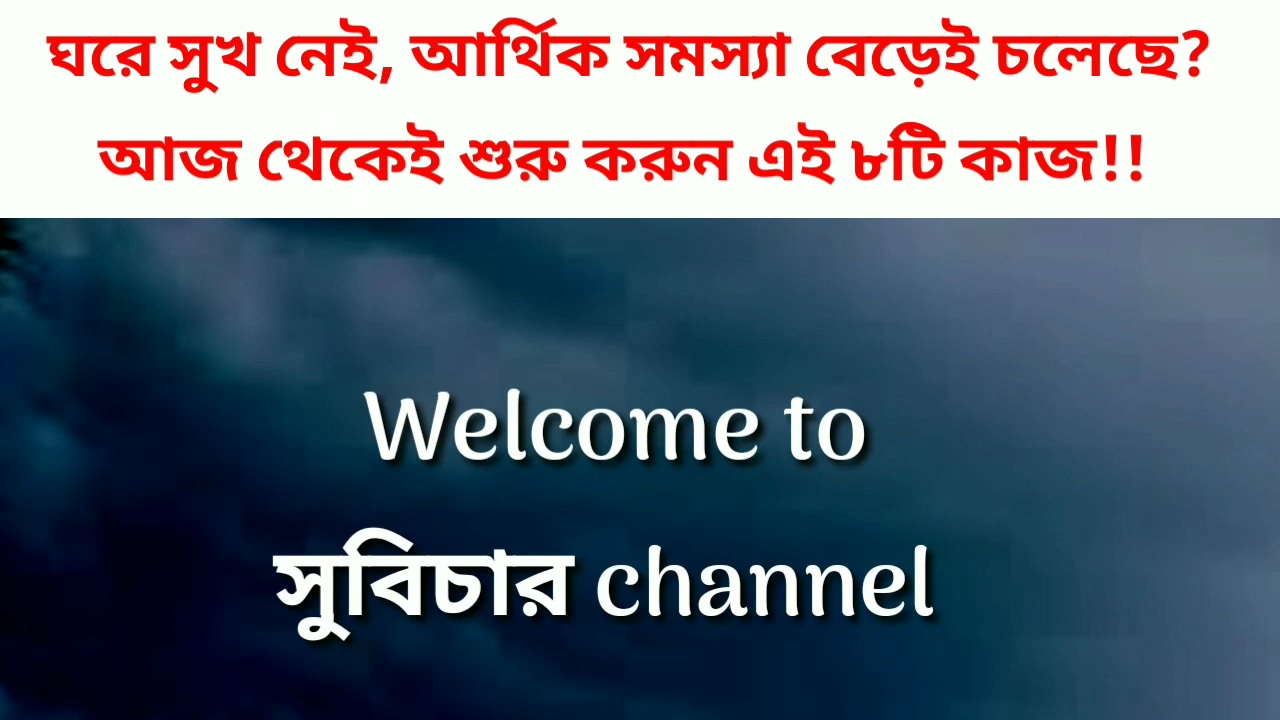 ঘরে সুখ নেই, আর্থিক সমস্যা বেড়েই চলেছে?
আজ থেকেই শুরু করুন এই ৮টি কাজ!!
Welcome to
সুবিচার channel